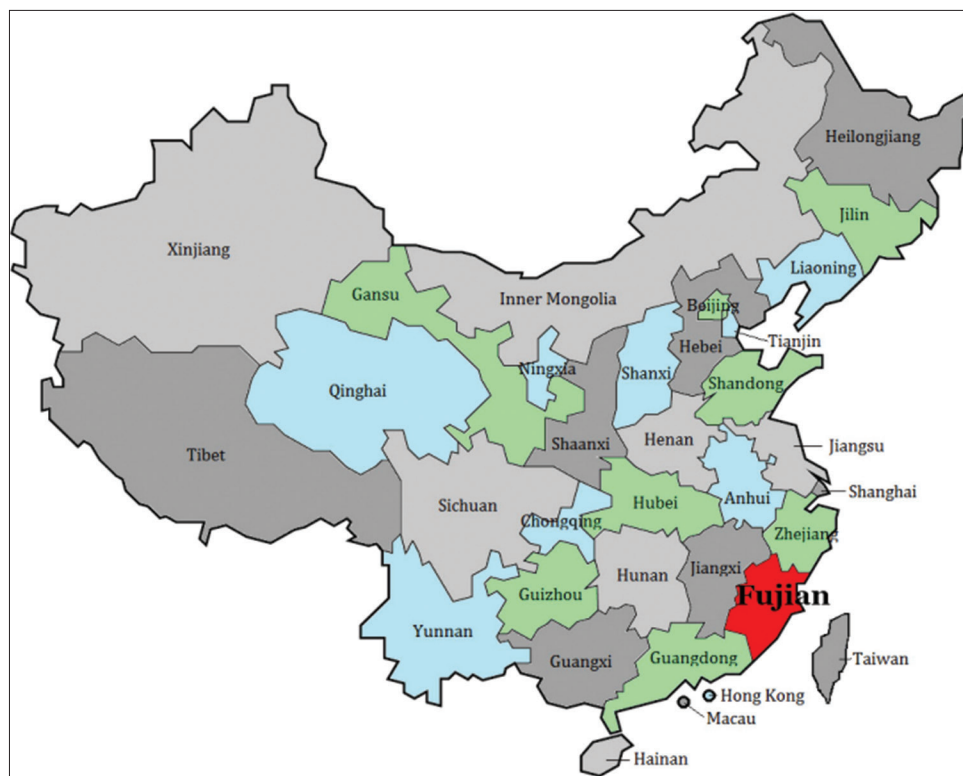 Heilongjiang
Jilin
Xinjiang
Liaoning
Gansu
Inner Mongolia
Beijing
Tianjin
Hebei
Ningxia
Shanxi
Shandong
Qinghai
Henan
Jiangsu
Shaanxi
Tibet
Shanghai
Anhui
Sichuan
Hubei
Chongqing
Zhejiang
Jiangxi
Hunan
Fujian
Guizhou
Yunnan
Guangxi
Guangdong
Taiwan
Hong Kong
Macau
Hainan